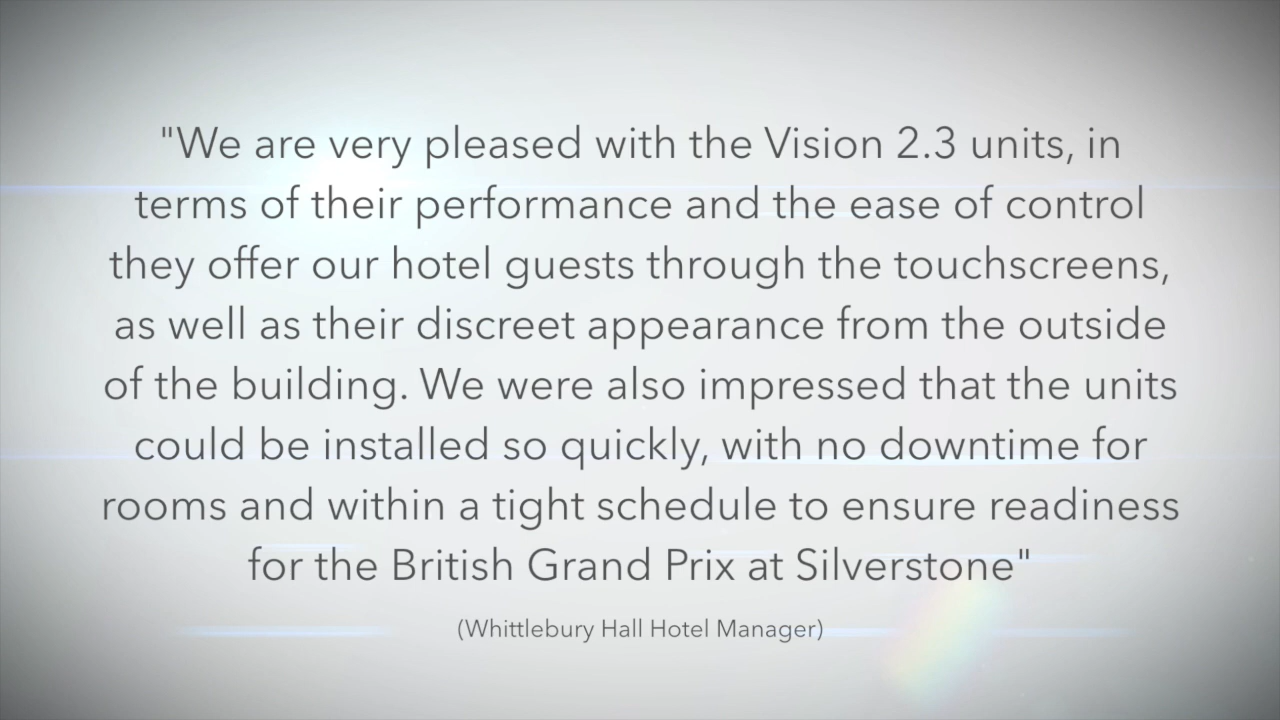 "We are very pleased with the Vision 2.3 units, in
terms of their performance and the ease of control
they offer our hotel guests through the touchscreens,
as well as their discreet appearance from the outside
of the building. We were also impressed that the units
could be installed so quickly, with no downtime for
rooms and within a tight schedule to ensure readiness
for the British Grand Prix at Silverstone"
(Whittlebury Hall Hotel Manager)